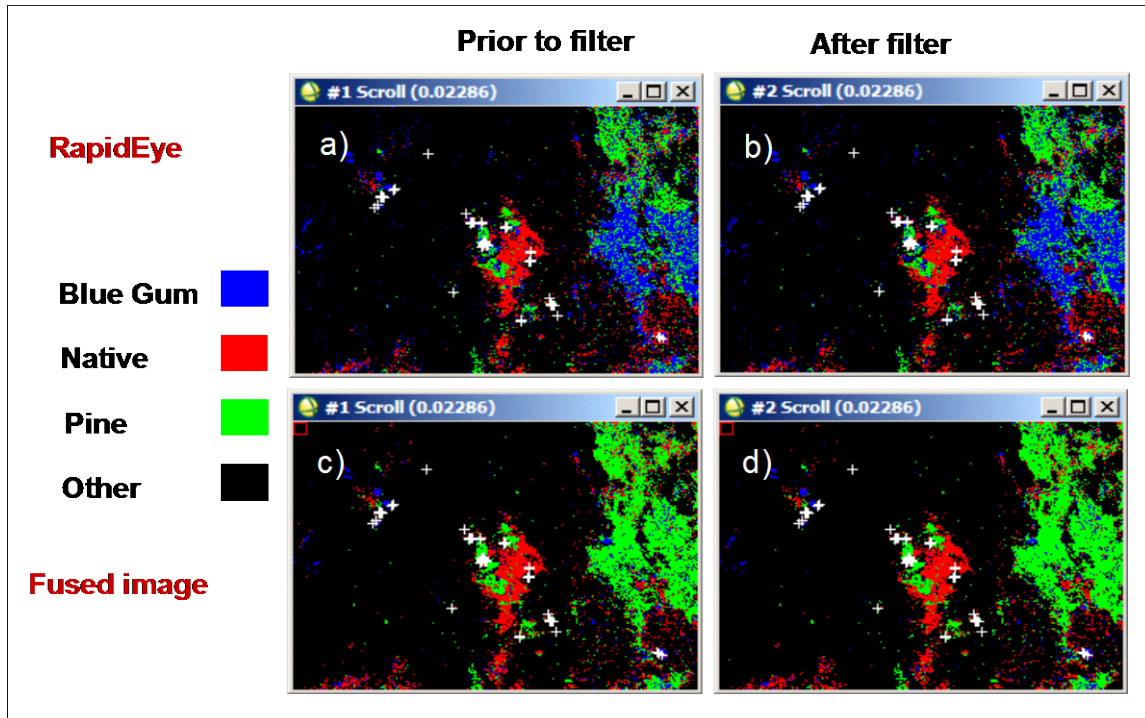 Prior to filter
After filter
RapidEye
#1 Scroll (0.02286)
#2 Scroll (0.02286)
a)
b)
Blue Gum
Native
Pine
Other
Fused image
#1 Scroll (0.02286)
#2 Scroll (0.02286)
c)
d)